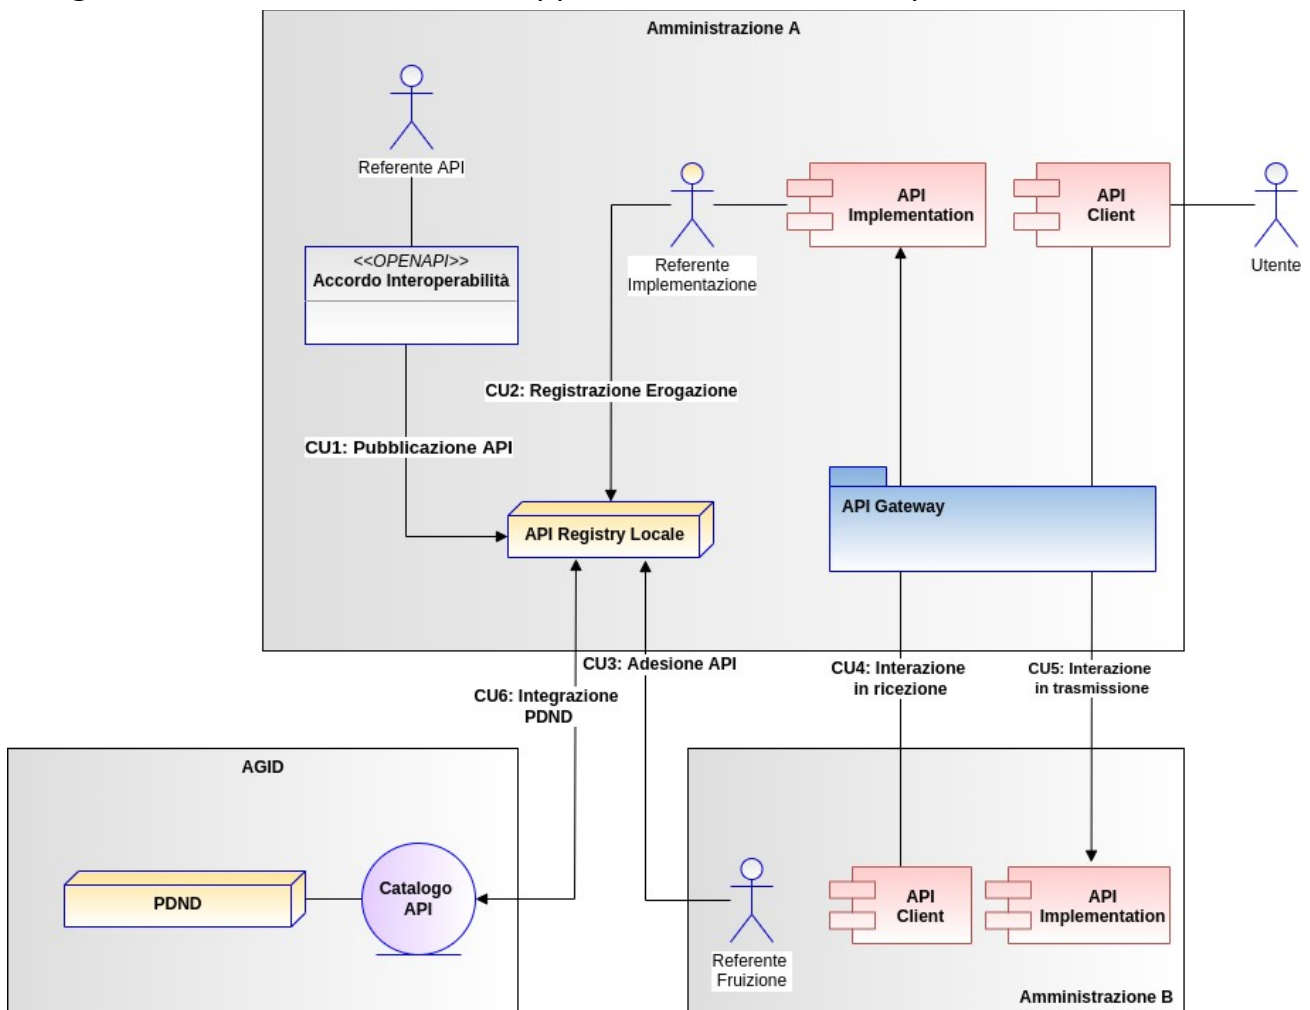 Amministrazione A
Referente API
<<OPENAPI>>
Accordo Interoperabilità
Referente
Implementazione
API
Implementation
API
Client
Utente
CU2: Registrazione Erogazione
CU1: Pubblicazione API
API Gateway
API Registry Locale
CU3: Adesione API
CU4: Interazione
in ricezione
CU5: Interazione
in trasmissione
CU6: Integrazione
PDND
AGID
PDND
Catalogo
API
Referente
Fruizione
API
Client
API
Implementation
Amministrazione B